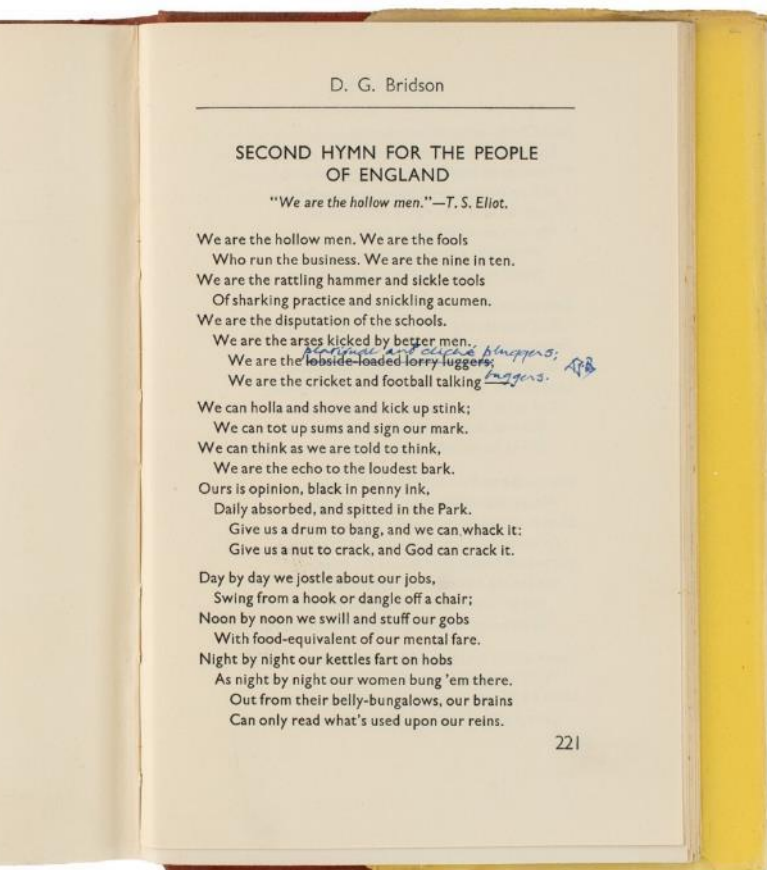 D. G. Bridson
SECOND HYMN FOR THE PEOPLE
OF ENGLAND
"We are the hollow men."—T. S. Eliot.
We are the hollow men. We are the fools
Who run the business. We are the nine in ten.
We are the rattling hammer and sickle tools
Of sharking practice and snickling acumen.
We are the disputation of the schools.
We are the arses kicked by better men.
platitude and cliché pluggers;
We are the lobside-loaded lorry luggers;
We are the cricket and football talking buggers.
We can holla and shove and kick up stink;
We can tot up sums and sign our mark.
We can think as we are told to think,
We are the echo to the loudest bark.
Ours is opinion, black in penny ink,
Daily absorbed, and spitted in the Park.
Give us a drum to bang, and we can whack it:
Give us a nut to crack, and God can crack it.
Day by day we jostle about our jobs,
Swing from a hook or dangle off a chair;
Noon by noon we swill and stuff our gobs
With food-equivalent of our mental fare.
Night by night our kettles fart on hobs
As night by night our women bung 'em there.
Out from their belly-bungalows, our brains
Can only read what's used upon our reins.
221